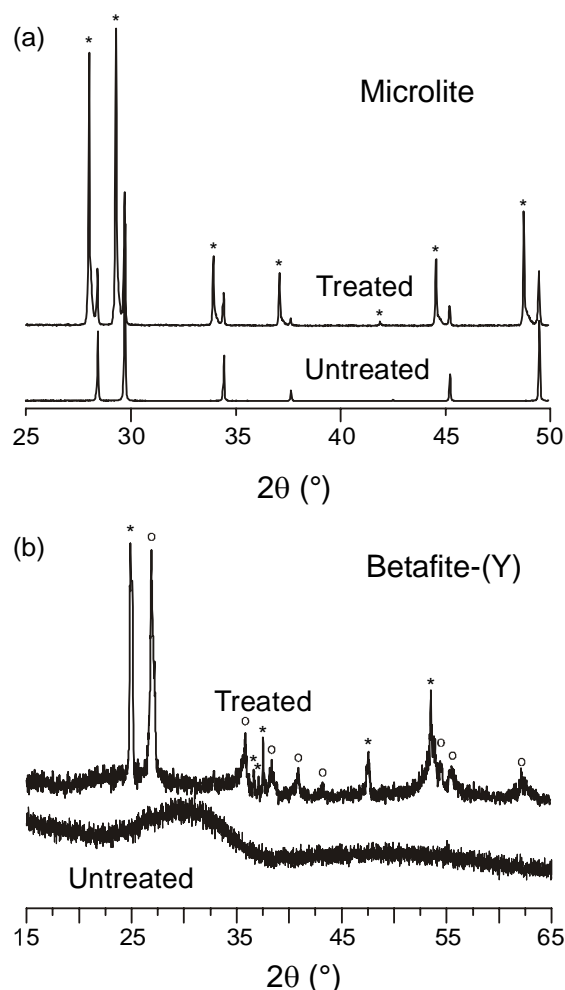 (a)
*
*
Microlite
*
*
*
*
*
Treated
Untreated
25 30 35 40 45 50
2θ (°)
(b)
*
o
Betafite-(Y)
Treated
*
o
*
*
*
o
o
o
*
o
o
o
Untreated
15 25 35 45 55 65
2θ (°)